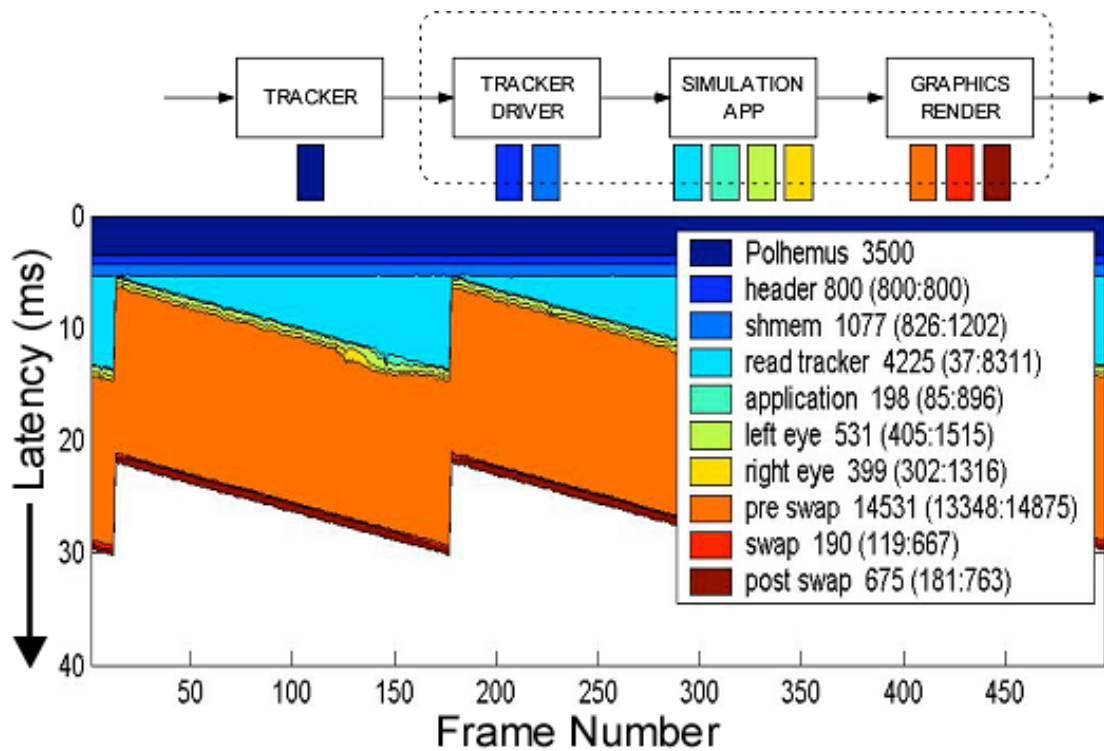 TRACKER
TRACKER
DRIVER
SIMULATION
APP
GRAPHICS
RENDER
0
10
20
30
40
Latency (ms)
Polhemus 3500
header 800 (800:800)
shmem 1077 (826:1202)
read tracker 4225 (37:8311)
application 198 (85:896)
left eye 531 (405:1515)
right eye 399 (302:1316)
pre swap 14531 (13348:14875)
swap 190 (119:667)
post swap 675 (181:763)
50 100 150 200 250 300 350 400 450
Frame Number